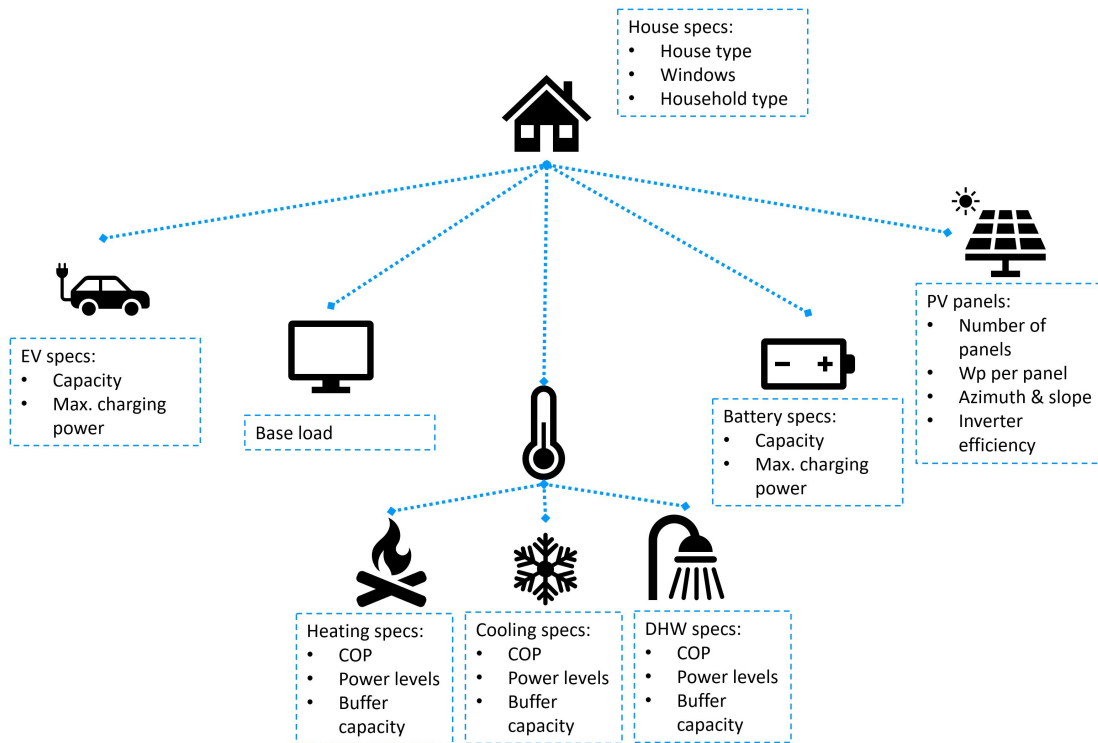 House specs:
• House type
• Windows
• Household type
EV specs:
• Capacity
• Max. charging
power
Base load
Battery specs:
• Capacity
• Max. charging
power
PV panels:
• Number of
panels
• Wp per panel
• Azimuth & slope
• Inverter
efficiency
Heating specs:
• COP
• Power levels
• Buffer
capacity
Cooling specs:
• COP
• Power levels
• Buffer
capacity
DHW specs:
• COP
• Power levels
• Buffer
capacity